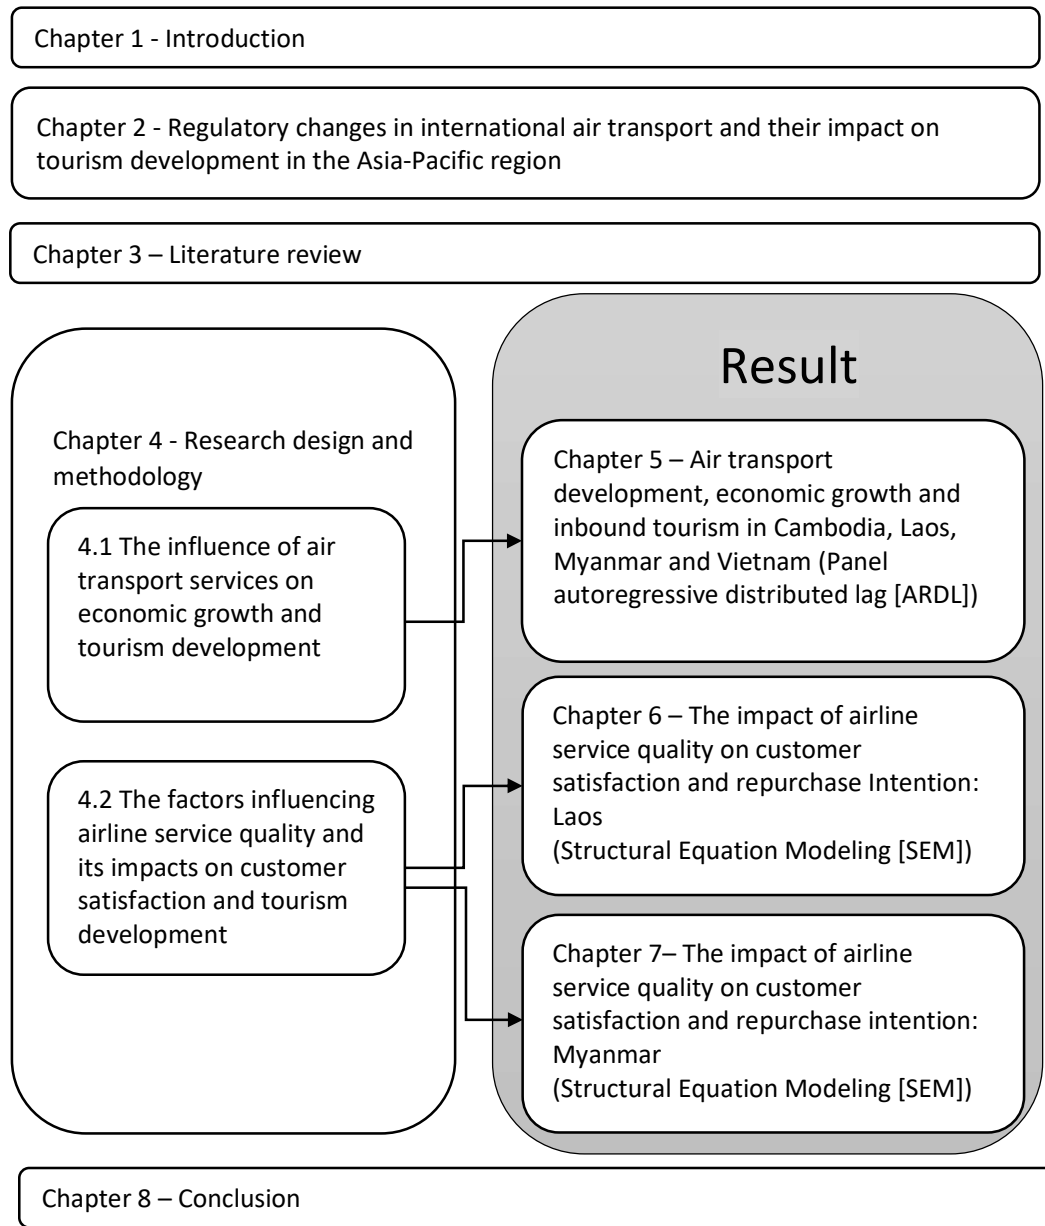 Chapter 1 - Introduction
Chapter 2 - Regulatory changes in international air transport and their impact on
tourism development in the Asia-Pacific region
Chapter 3 – Literature review
Chapter 4 - Research design and
methodology
4.1 The influence of air
transport services on
economic growth and
tourism development
4.2 The factors influencing
airline service quality and
its impacts on customer
satisfaction and tourism
development
Result
Chapter 5 – Air transport
development, economic growth and
inbound tourism in Cambodia, Laos,
Myanmar and Vietnam (Panel
autoregressive distributed lag [ARDL])
Chapter 6 – The impact of airline
service quality on customer
satisfaction and repurchase Intention:
Laos
(Structural Equation Modeling [SEM])
Chapter 7– The impact of airline
service quality on customer
satisfaction and repurchase intention:
Myanmar
(Structural Equation Modeling [SEM])
Chapter 8 – Conclusion